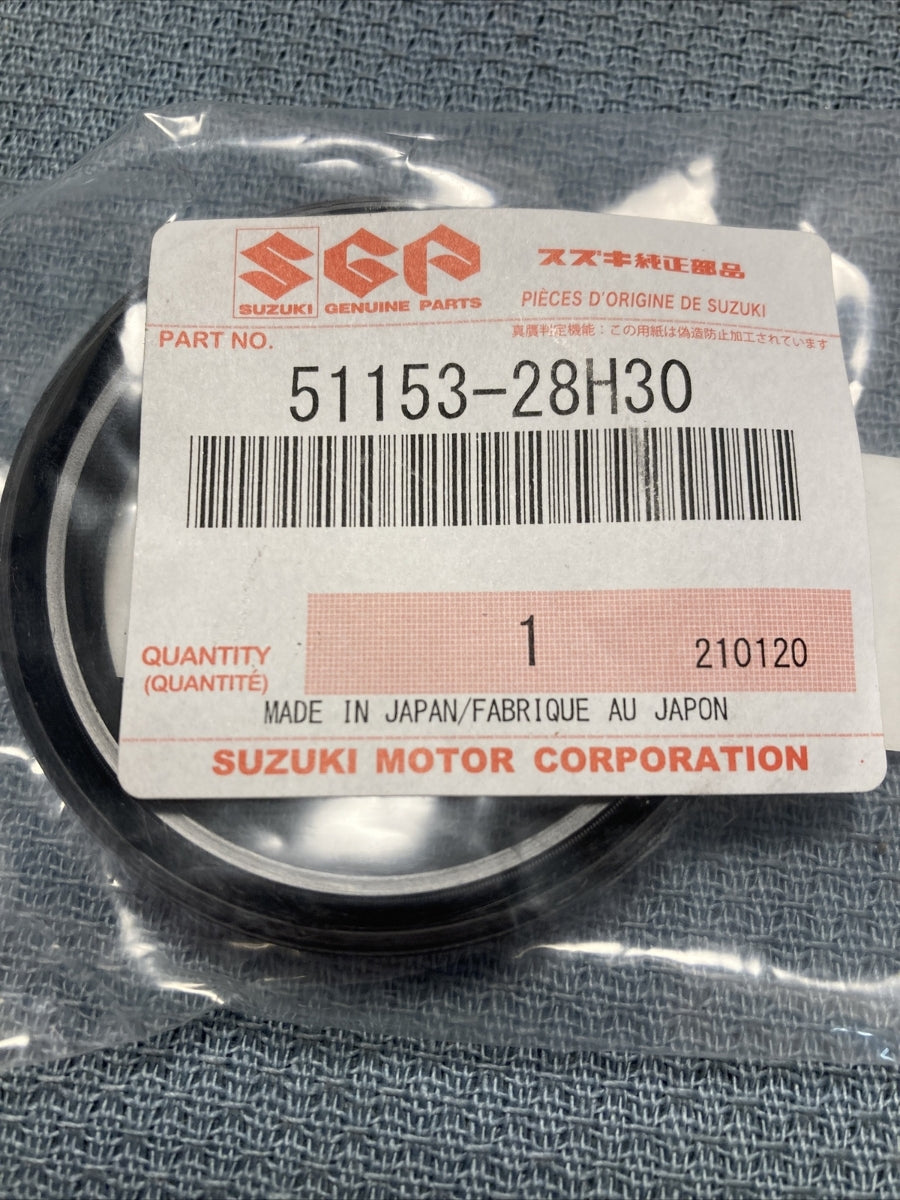 SGP
スズキ純正部品
SUZUKI GENUINE PARTS
PIÈCES D'ORIGINE DE SUZUKI
PART NO.
真贋判定機能：この用紙は偽造防止加工されています
51153-28H30
QUANTITY
(QUANTITÉ)
1
210120
MADE IN JAPAN/FABRIQUE AU JAPON
SUZUKI MOTOR CORPORATION